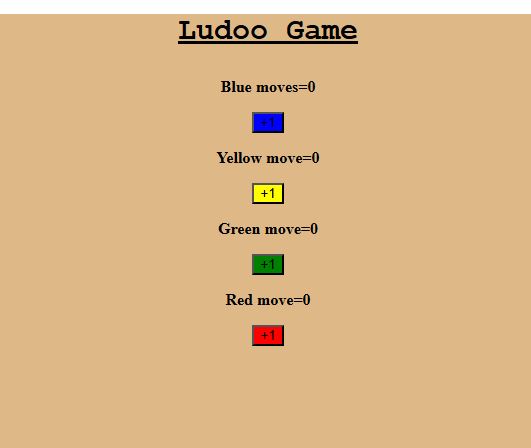 Ludoo Game
Blue moves=0
+1
Yellow move=0
+1
Green move=0
+1
Red move=0
+1